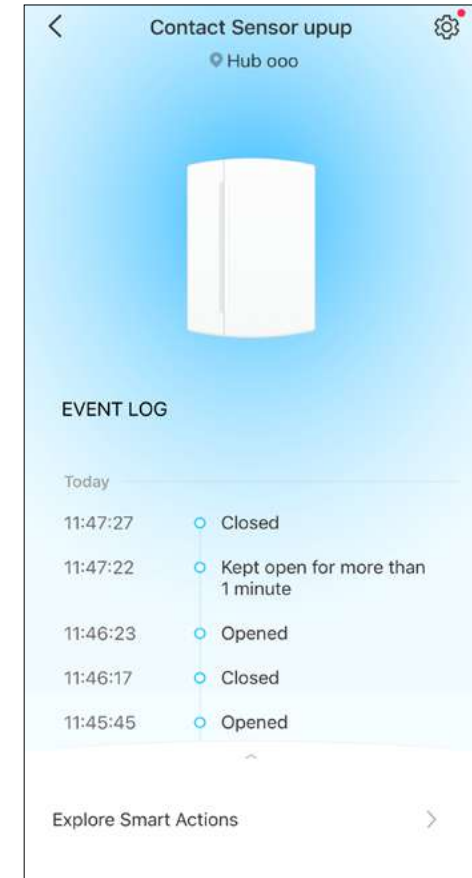 Contact Sensor upup
Hub ooo
EVENT LOG
Today
11:47:27 Closed
11:47:22 Kept open for more than
1 minute
11:46:23 Opened
11:46:17 Closed
11:45:45 Opened
Explore Smart Actions